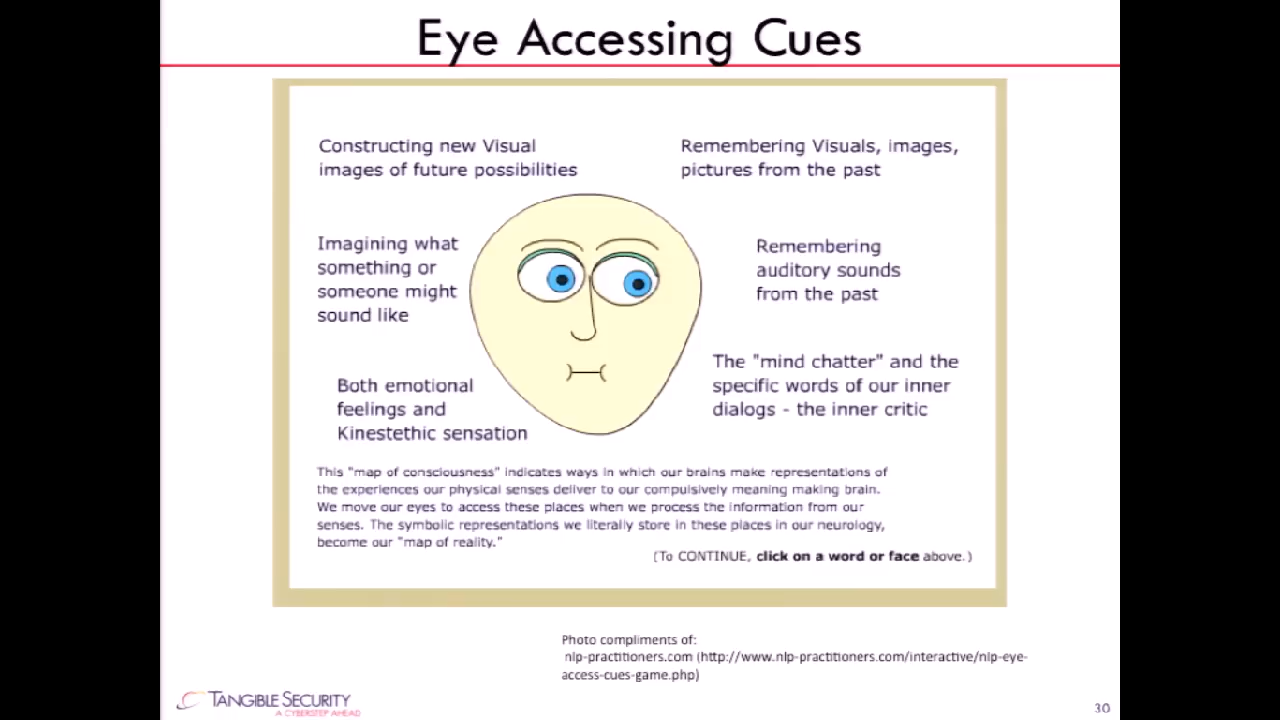 Eye Accessing Cues
Constructing new Visual
images of future possibilities
Remembering Visuals, images,
pictures from the past
Imagining what
something or
someone might
sound like
Remembering
auditory sounds
from the past
Both emotional
feelings and
Kinestethic sensation
The "mind chatter" and the
specific words of our inner
dialogs - the inner critic
This "map of consciousness" indicates ways in which our brains make representations of
the experiences our physical senses deliver to our compulsively meaning making brain.
We move our eyes to access these places when we process the information from our
senses. The symbolic representations we literally store in these places in our neurology,
become our "map of reality."
(To CONTINUE, click on a word or face above.)
Photo compliments of:
nlp-practitioners.com (http://www.nlp-practitioners.com/interactive/nlp-eye-
access-cues-game.php)
TANGIBLE SECURITY
A CYBERSTEP AHEAD
30